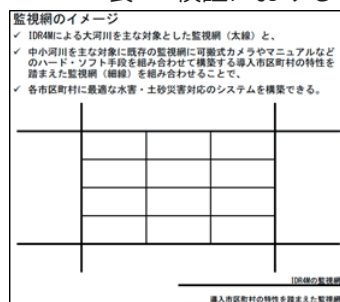 監視網のイメージ
✓ IDR4Mによる大河川を主な対象とした監視網(太線)と、
✓ 中小河川を主な対象に既存の監視網に可搬式カメラやマニュアルなど
のハード・ソフト手段を組み合わせて構築する導入市区町村の特性を
踏まえた監視網(細線)を組み合わせることで、
✓ 各市区町村に最適な水害・土砂災害対応のシステムを構築できる。
IDR4Mの監視網
導入市区町村の特性を踏まえた監視網